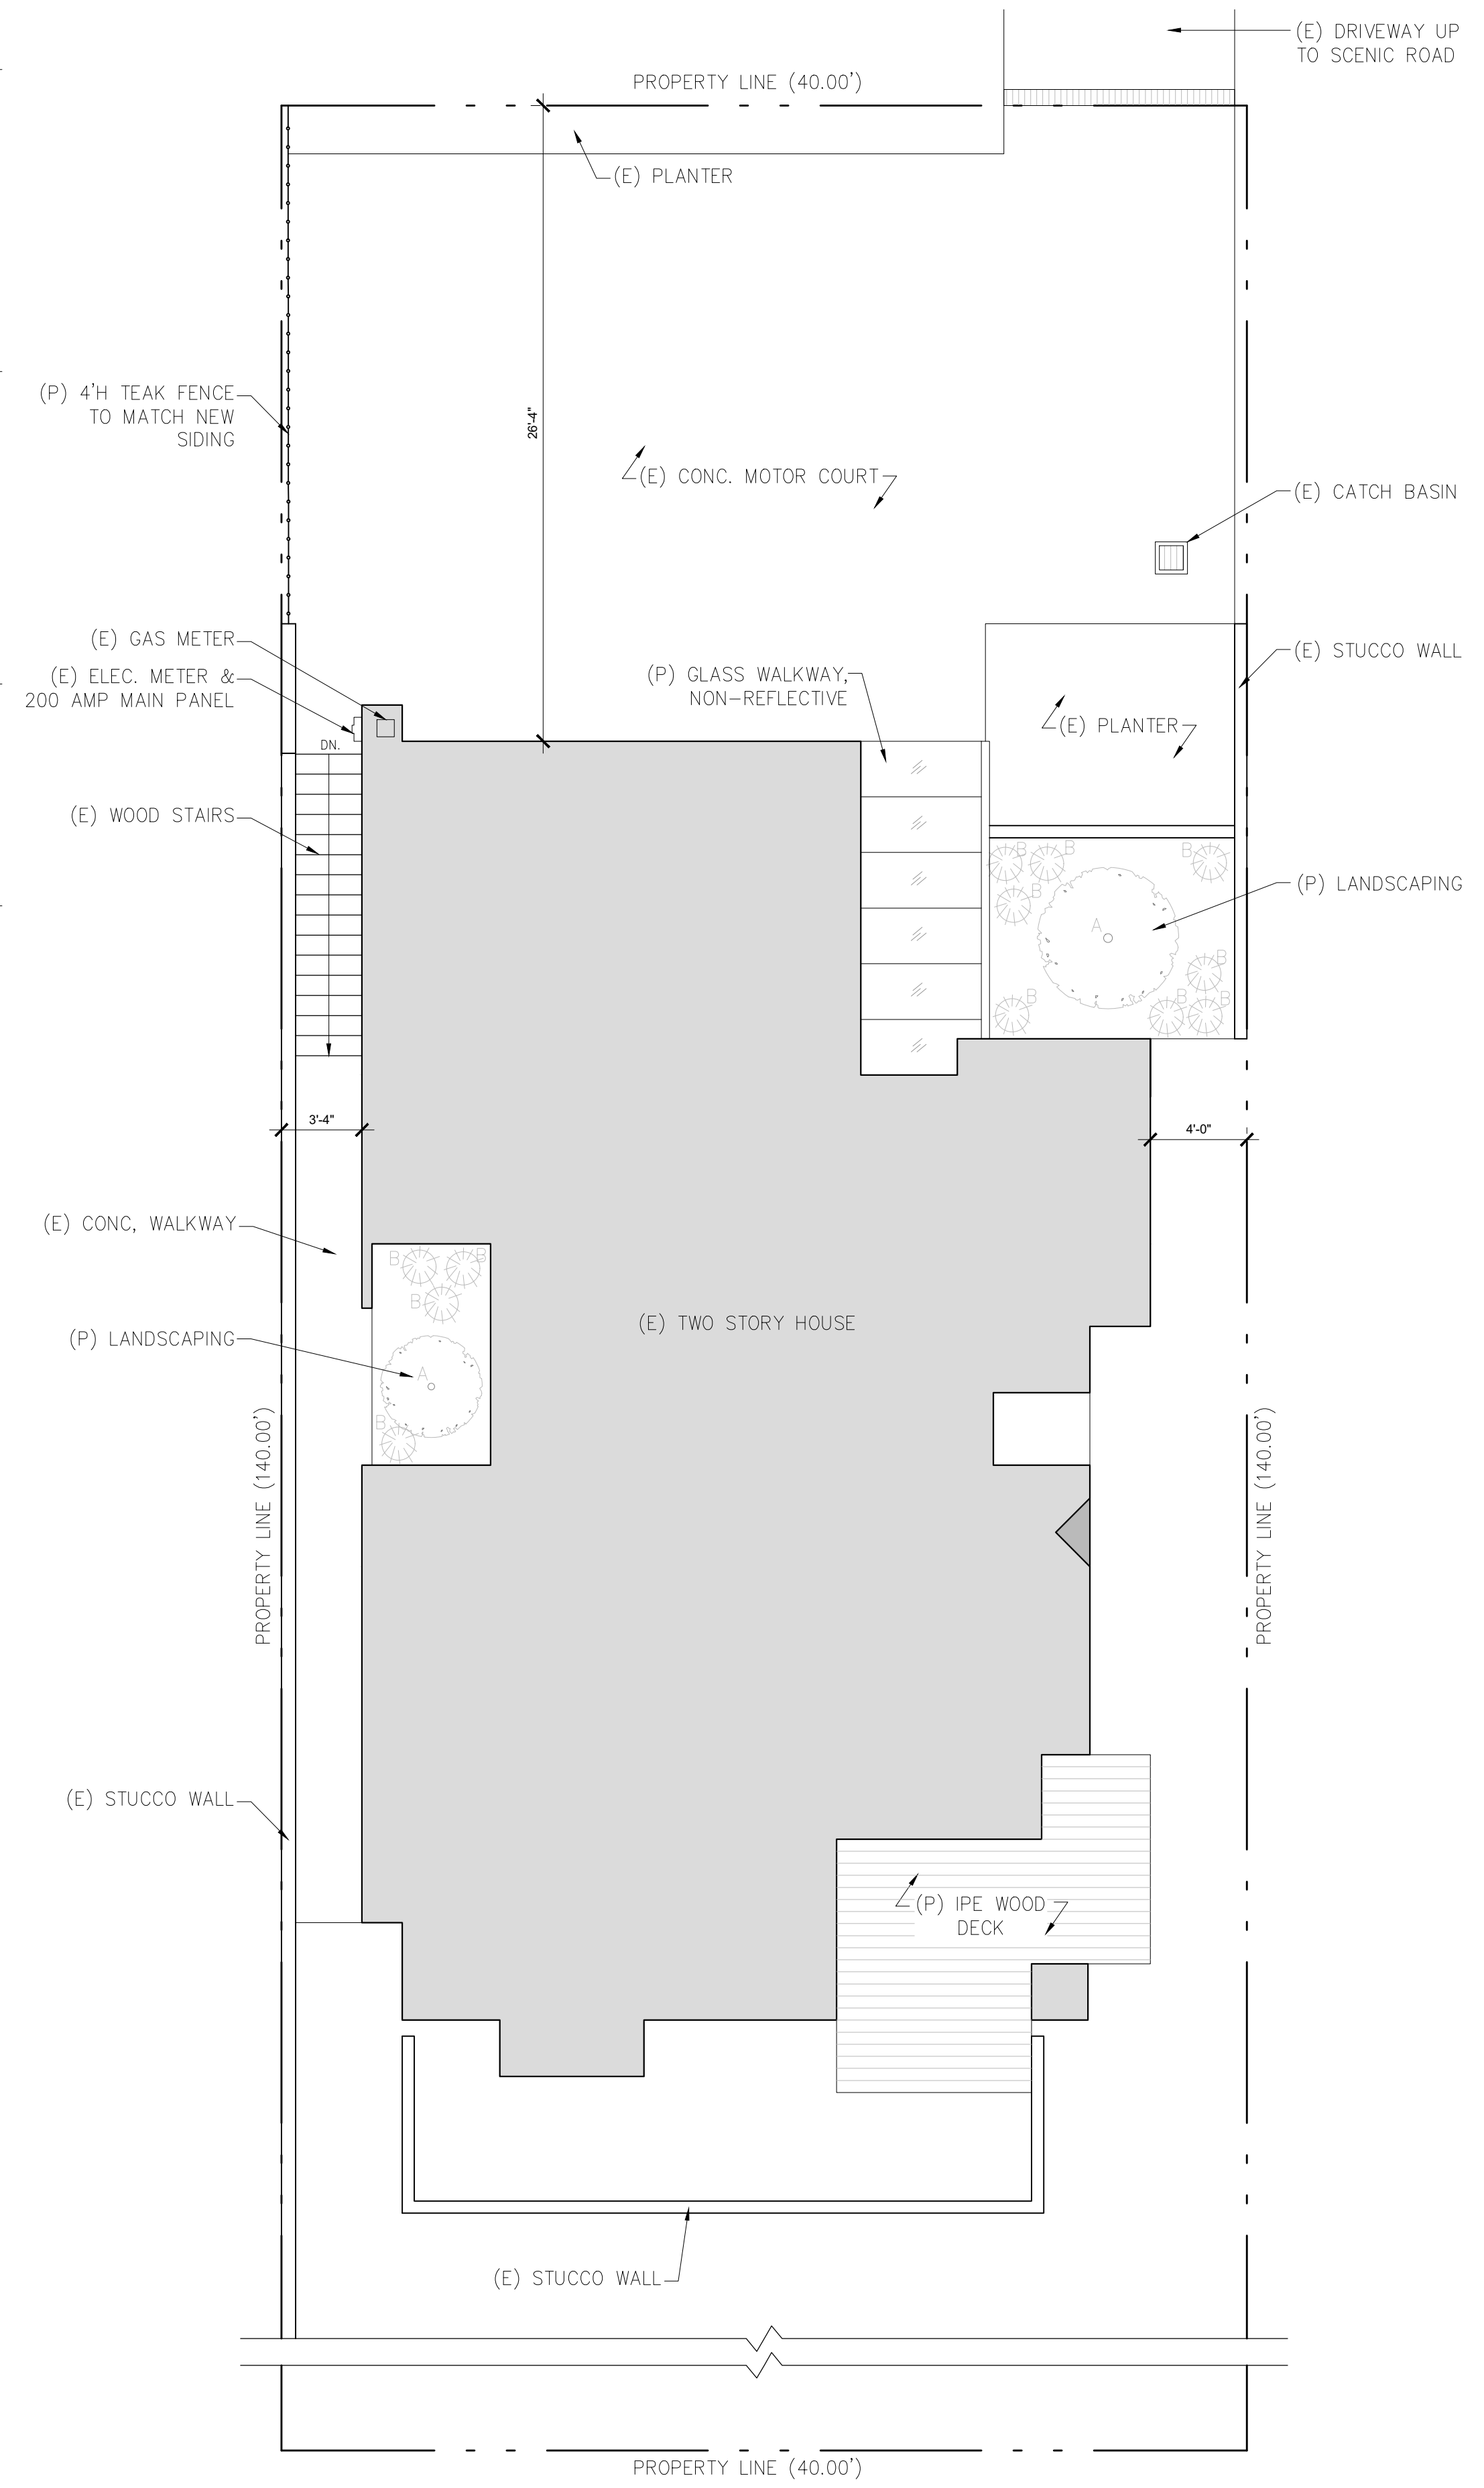 (E) DRIVEWAY UP
TO SCENIC ROAD
PROPERTY LINE (40.00')
(E) PLANTER
(P) 4'H TEAK FENCE
TO MATCH NEW
SIDING
26'-4"
(E) CONC. MOTOR COURT
(E) CATCH BASIN
(E) GAS METER
(E) ELEC. METER &
200 AMP MAIN PANEL
(P) GLASS WALKWAY,
NON-REFLECTIVE
(E) STUCCO WALL
(E) PLANTER
DN.
(E) WOOD STAIRS
B
B
B
B
(P) LANDSCAPING
A
B
B
B
B
3'-4"
4'-0"
(E) CONC, WALKWAY
B
B
B
(E) TWO STORY HOUSE
(P) LANDSCAPING
A
B
PROPERTY LINE (140.00')
PROPERTY LINE (140.00')
(E) STUCCO WALL
(P) IPE WOOD
DECK
(E) STUCCO WALL
PROPERTY LINE (40.00')